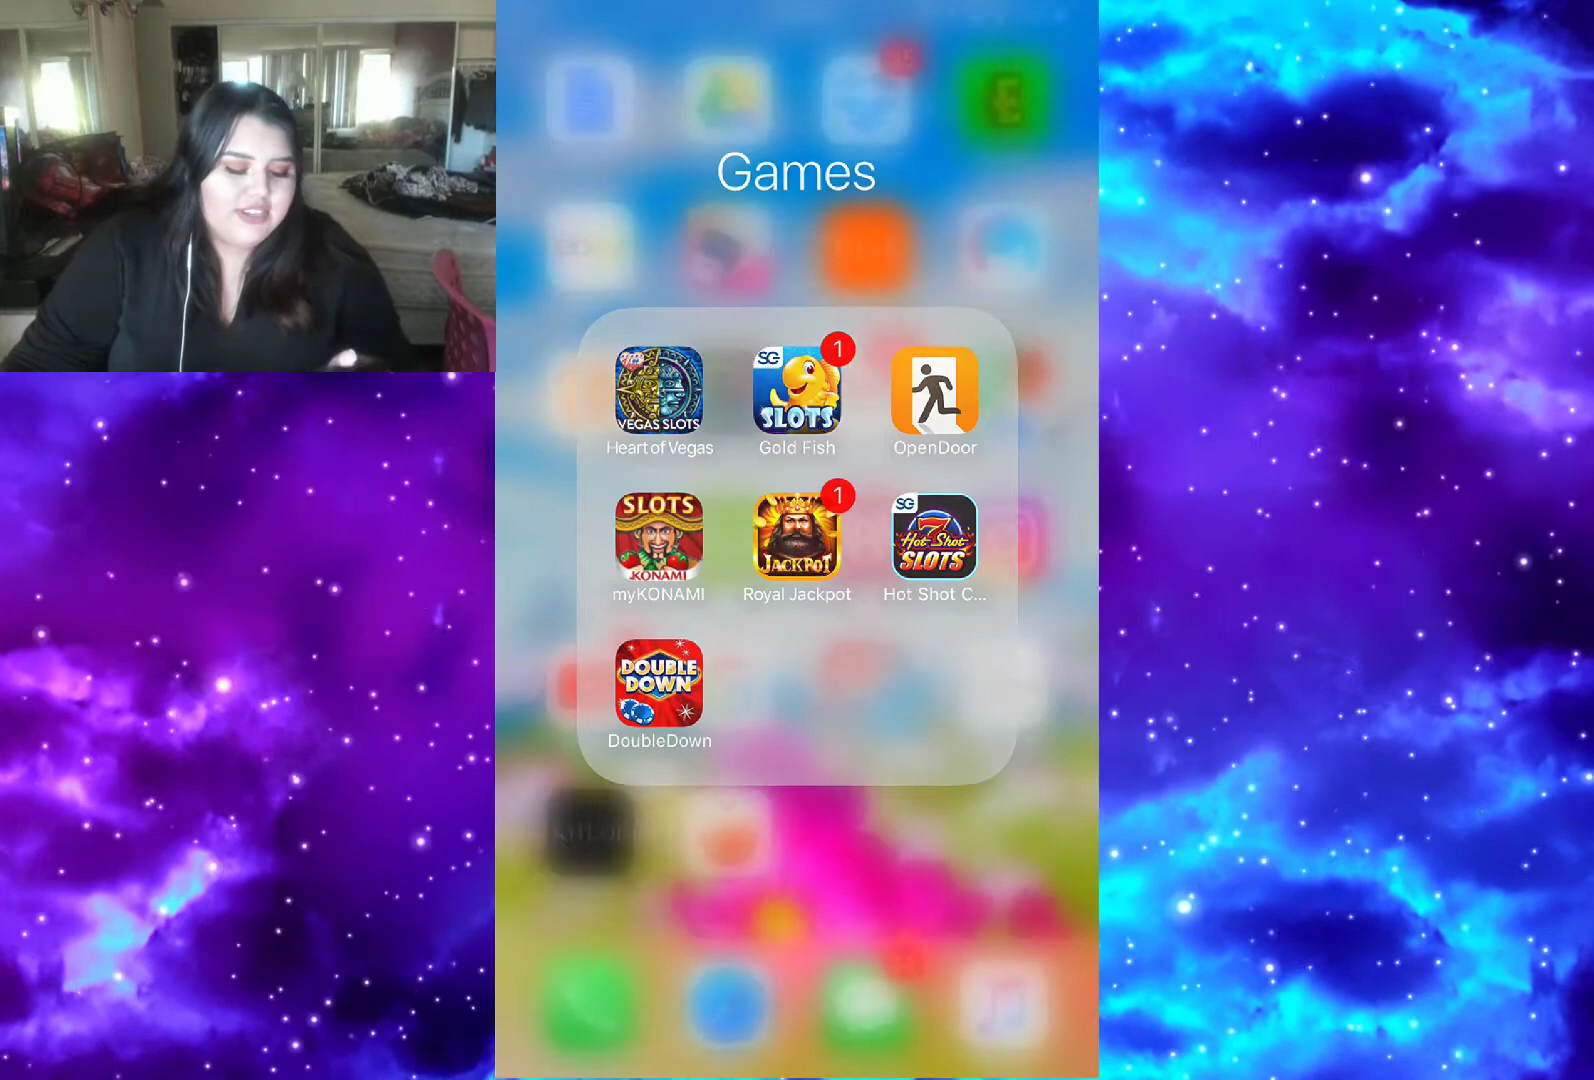 Games
VEGAS SLOTS
SG
SLOTS
1
Heart of Vegas
Gold Fish
OpenDoor
SLOTS
KONAMI
JACKPOT
1
SG
7
Hot Shot
SLOTS
myKONAMI
Royal Jackpot
Hot Shot C...
DOUBLE
DOWN
DoubleDown